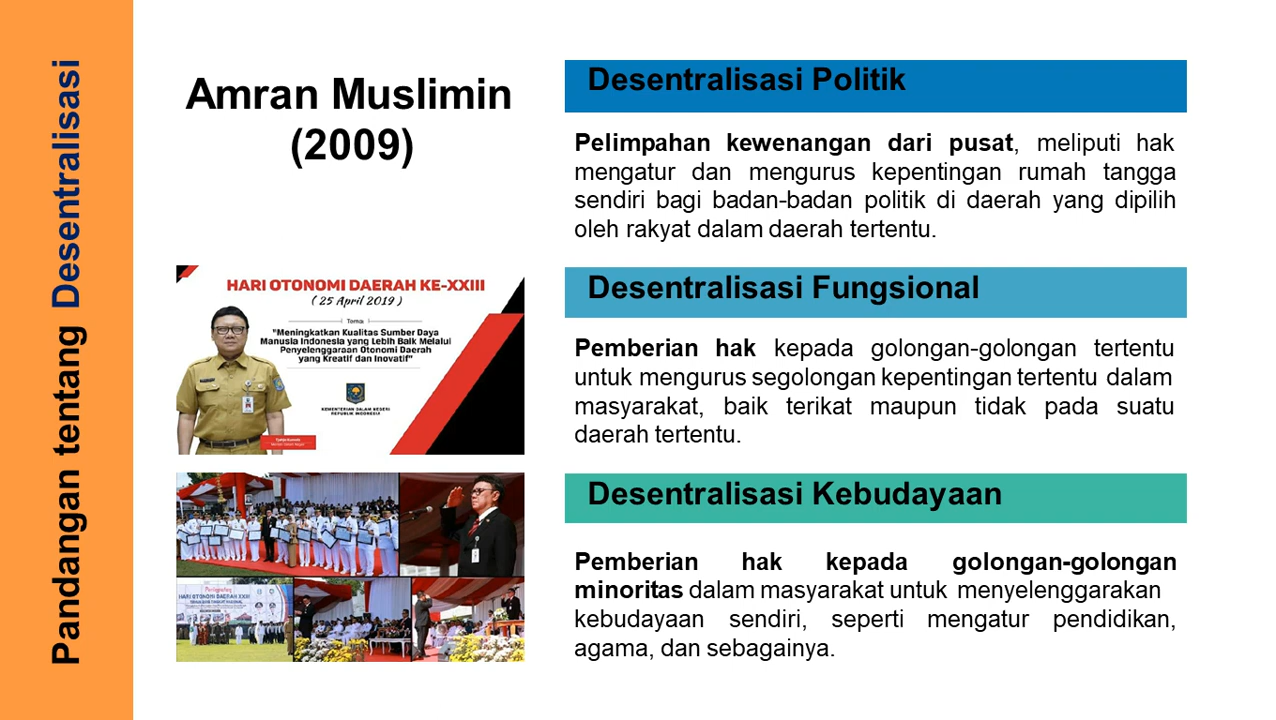 Pandangan tentang Desentralisasi
Amran Muslimin
(2009)
HARI OTONOMI DAERAH KE-XXIII
( 25 April 2019 )
Tema:
"Meningkatkan Kualitas Sumber Daya
Manusia Indonesia yang Lebih Baik Melalui
Penyelenggaraan Otonomi Daerah
yang Kreatif dan Inovatif"
KEMENTERIAN DALAM NEGERI
REPUBLIK INDONESIA
Tjahjo Kumolo
Menteri Dalam Negeri
HARI OTONOMI DAERAH XXIII
Desentralisasi Politik
Pelimpahan kewenangan dari pusat, meliputi hak
mengatur dan mengurus kepentingan rumah tangga
sendiri bagi badan-badan politik di daerah yang dipilih
oleh rakyat dalam daerah tertentu.
Desentralisasi Fungsional
Pemberian hak kepada golongan-golongan tertentu
untuk mengurus segolongan kepentingan tertentu dalam
masyarakat, baik terikat maupun tidak pada suatu
daerah tertentu.
Desentralisasi Kebudayaan
Pemberian hak kepada golongan-golongan
minoritas dalam masyarakat untuk menyelenggarakan
kebudayaan sendiri, seperti mengatur pendidikan,
agama, dan sebagainya.